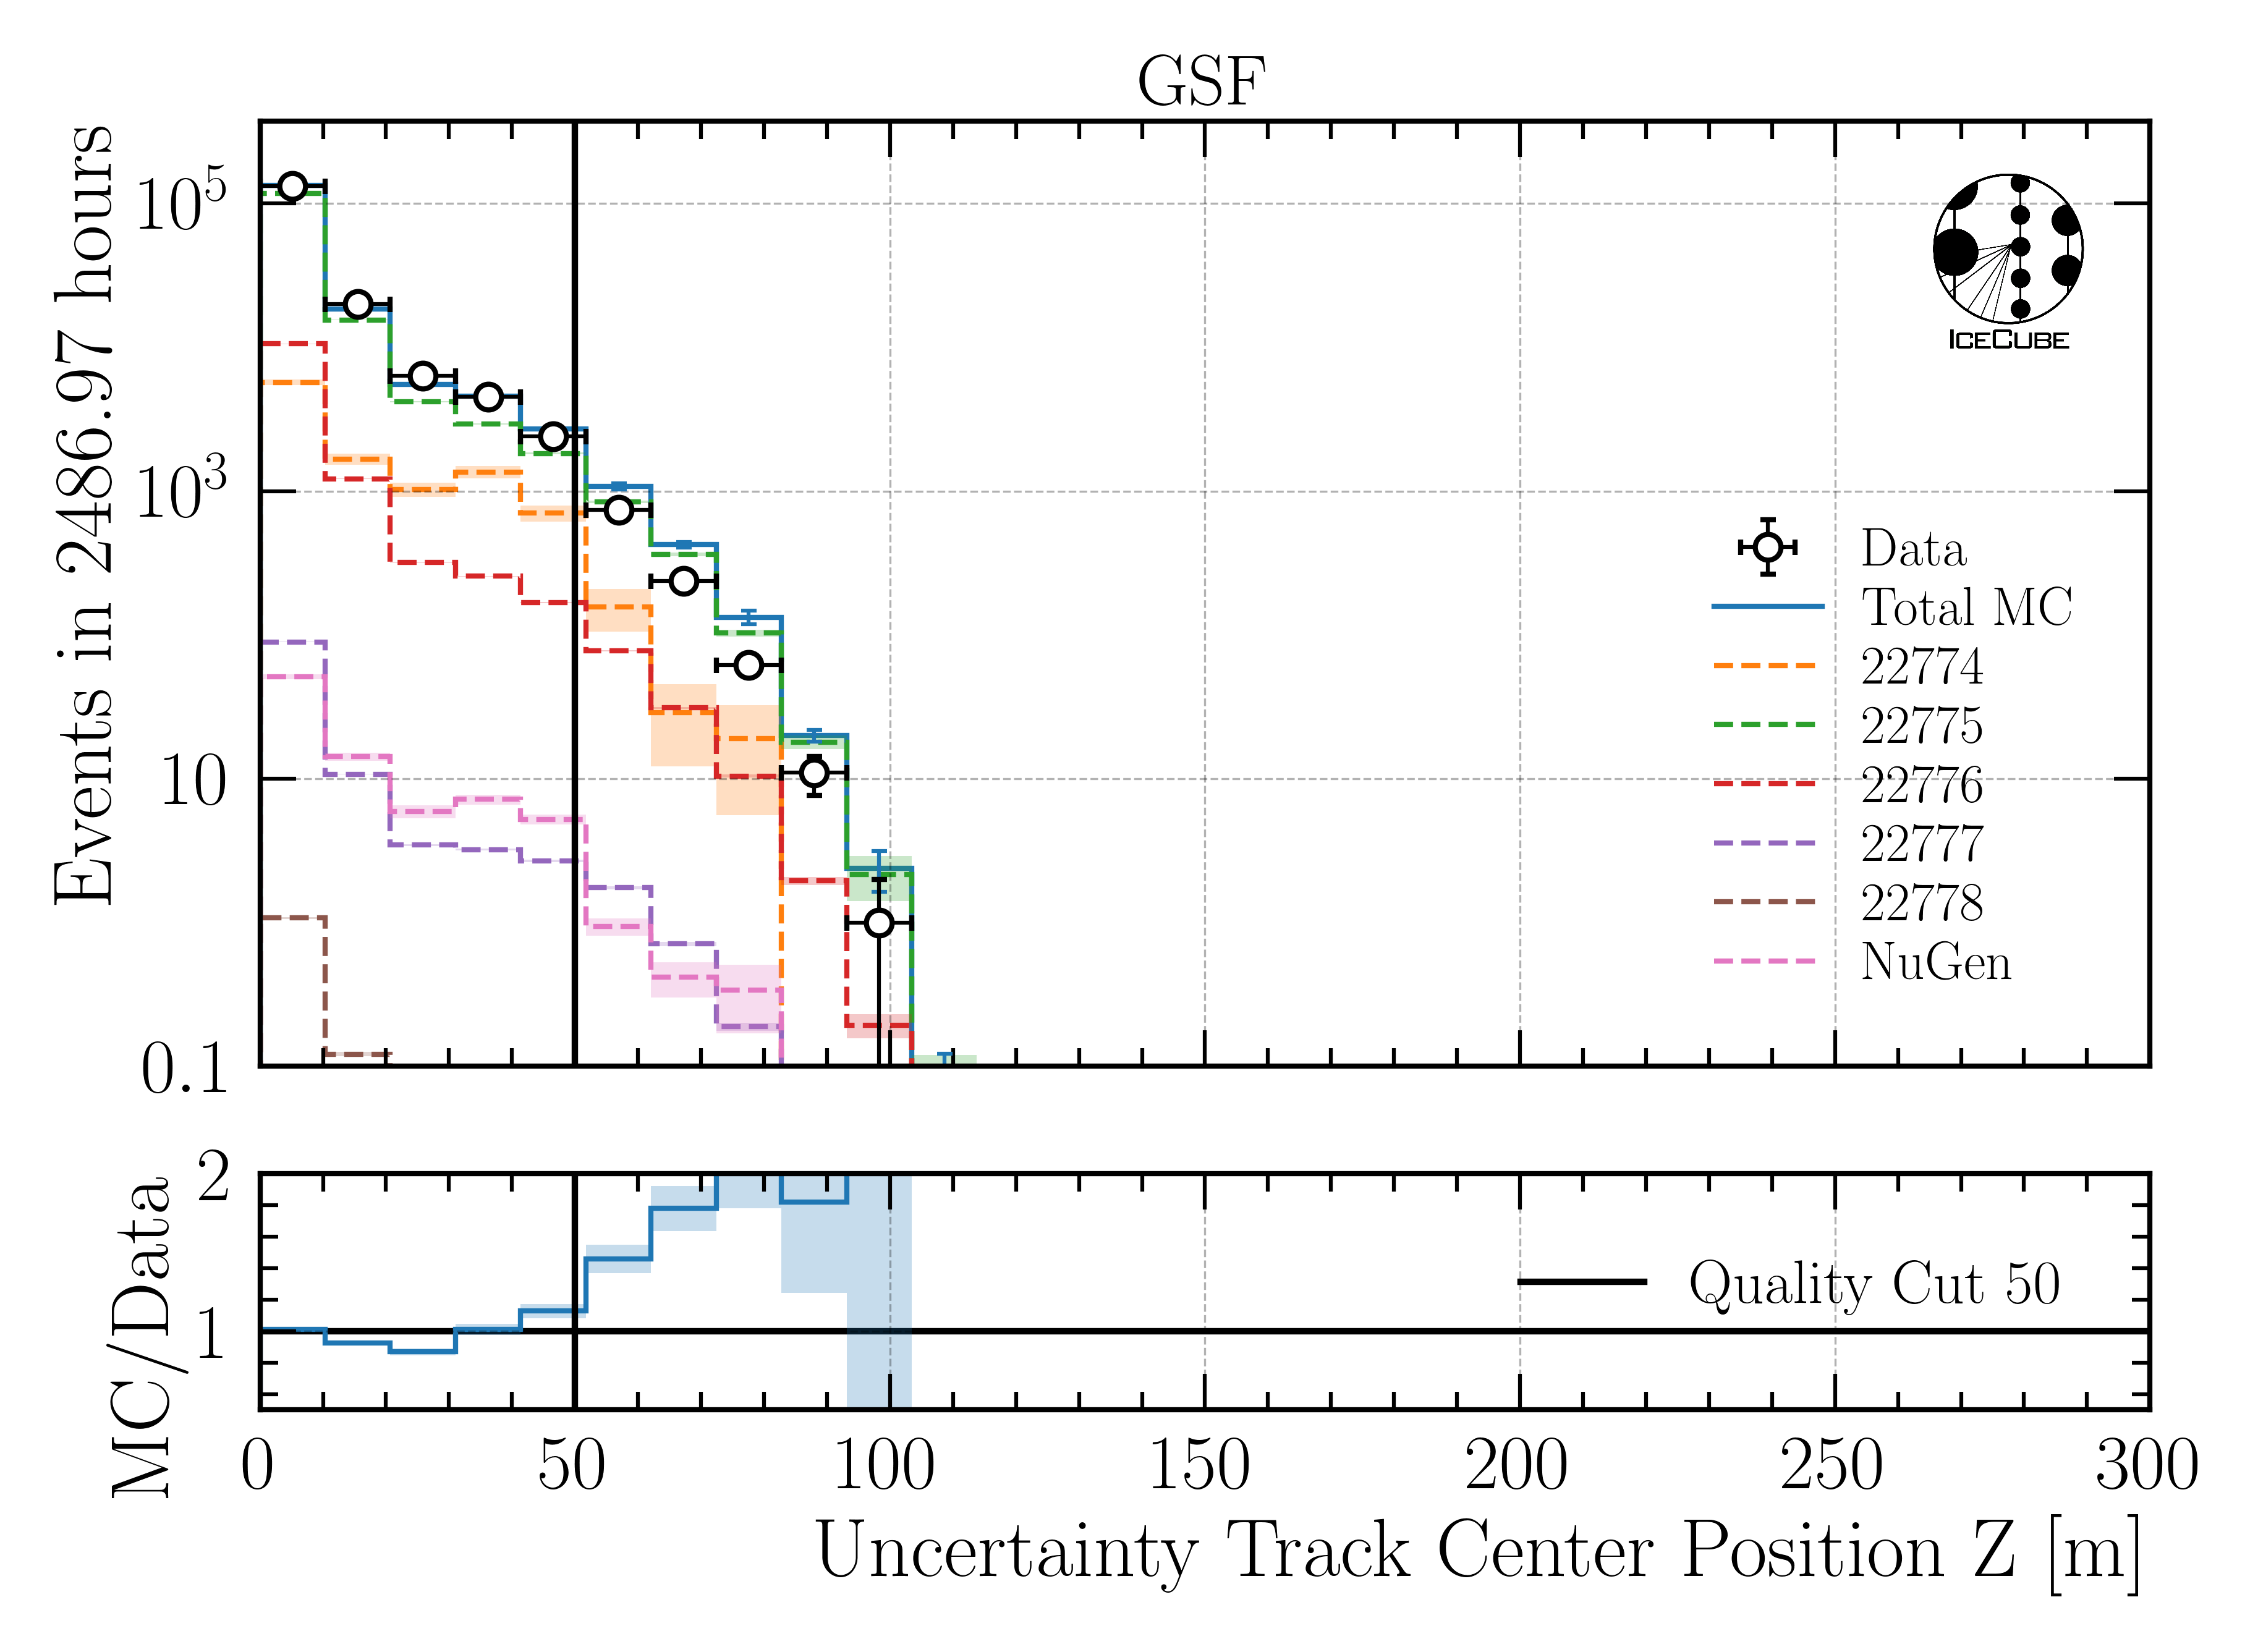 GSF
Events in 2486.97 hours
10^5
10^3
10
0.1
ICECUBE
Data
Total MC
22774
22775
22776
22777
22778
NuGen
MC/Data
2
1
Quality Cut 50
0 50 100 150 200 250 300
Uncertainty Track Center Position Z [m]